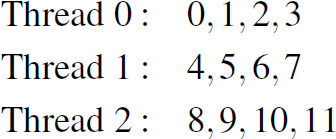 Thread 0 : 0, 1, 2, 3
Thread 1 : 4, 5, 6, 7
Thread 2 : 8, 9, 10, 11